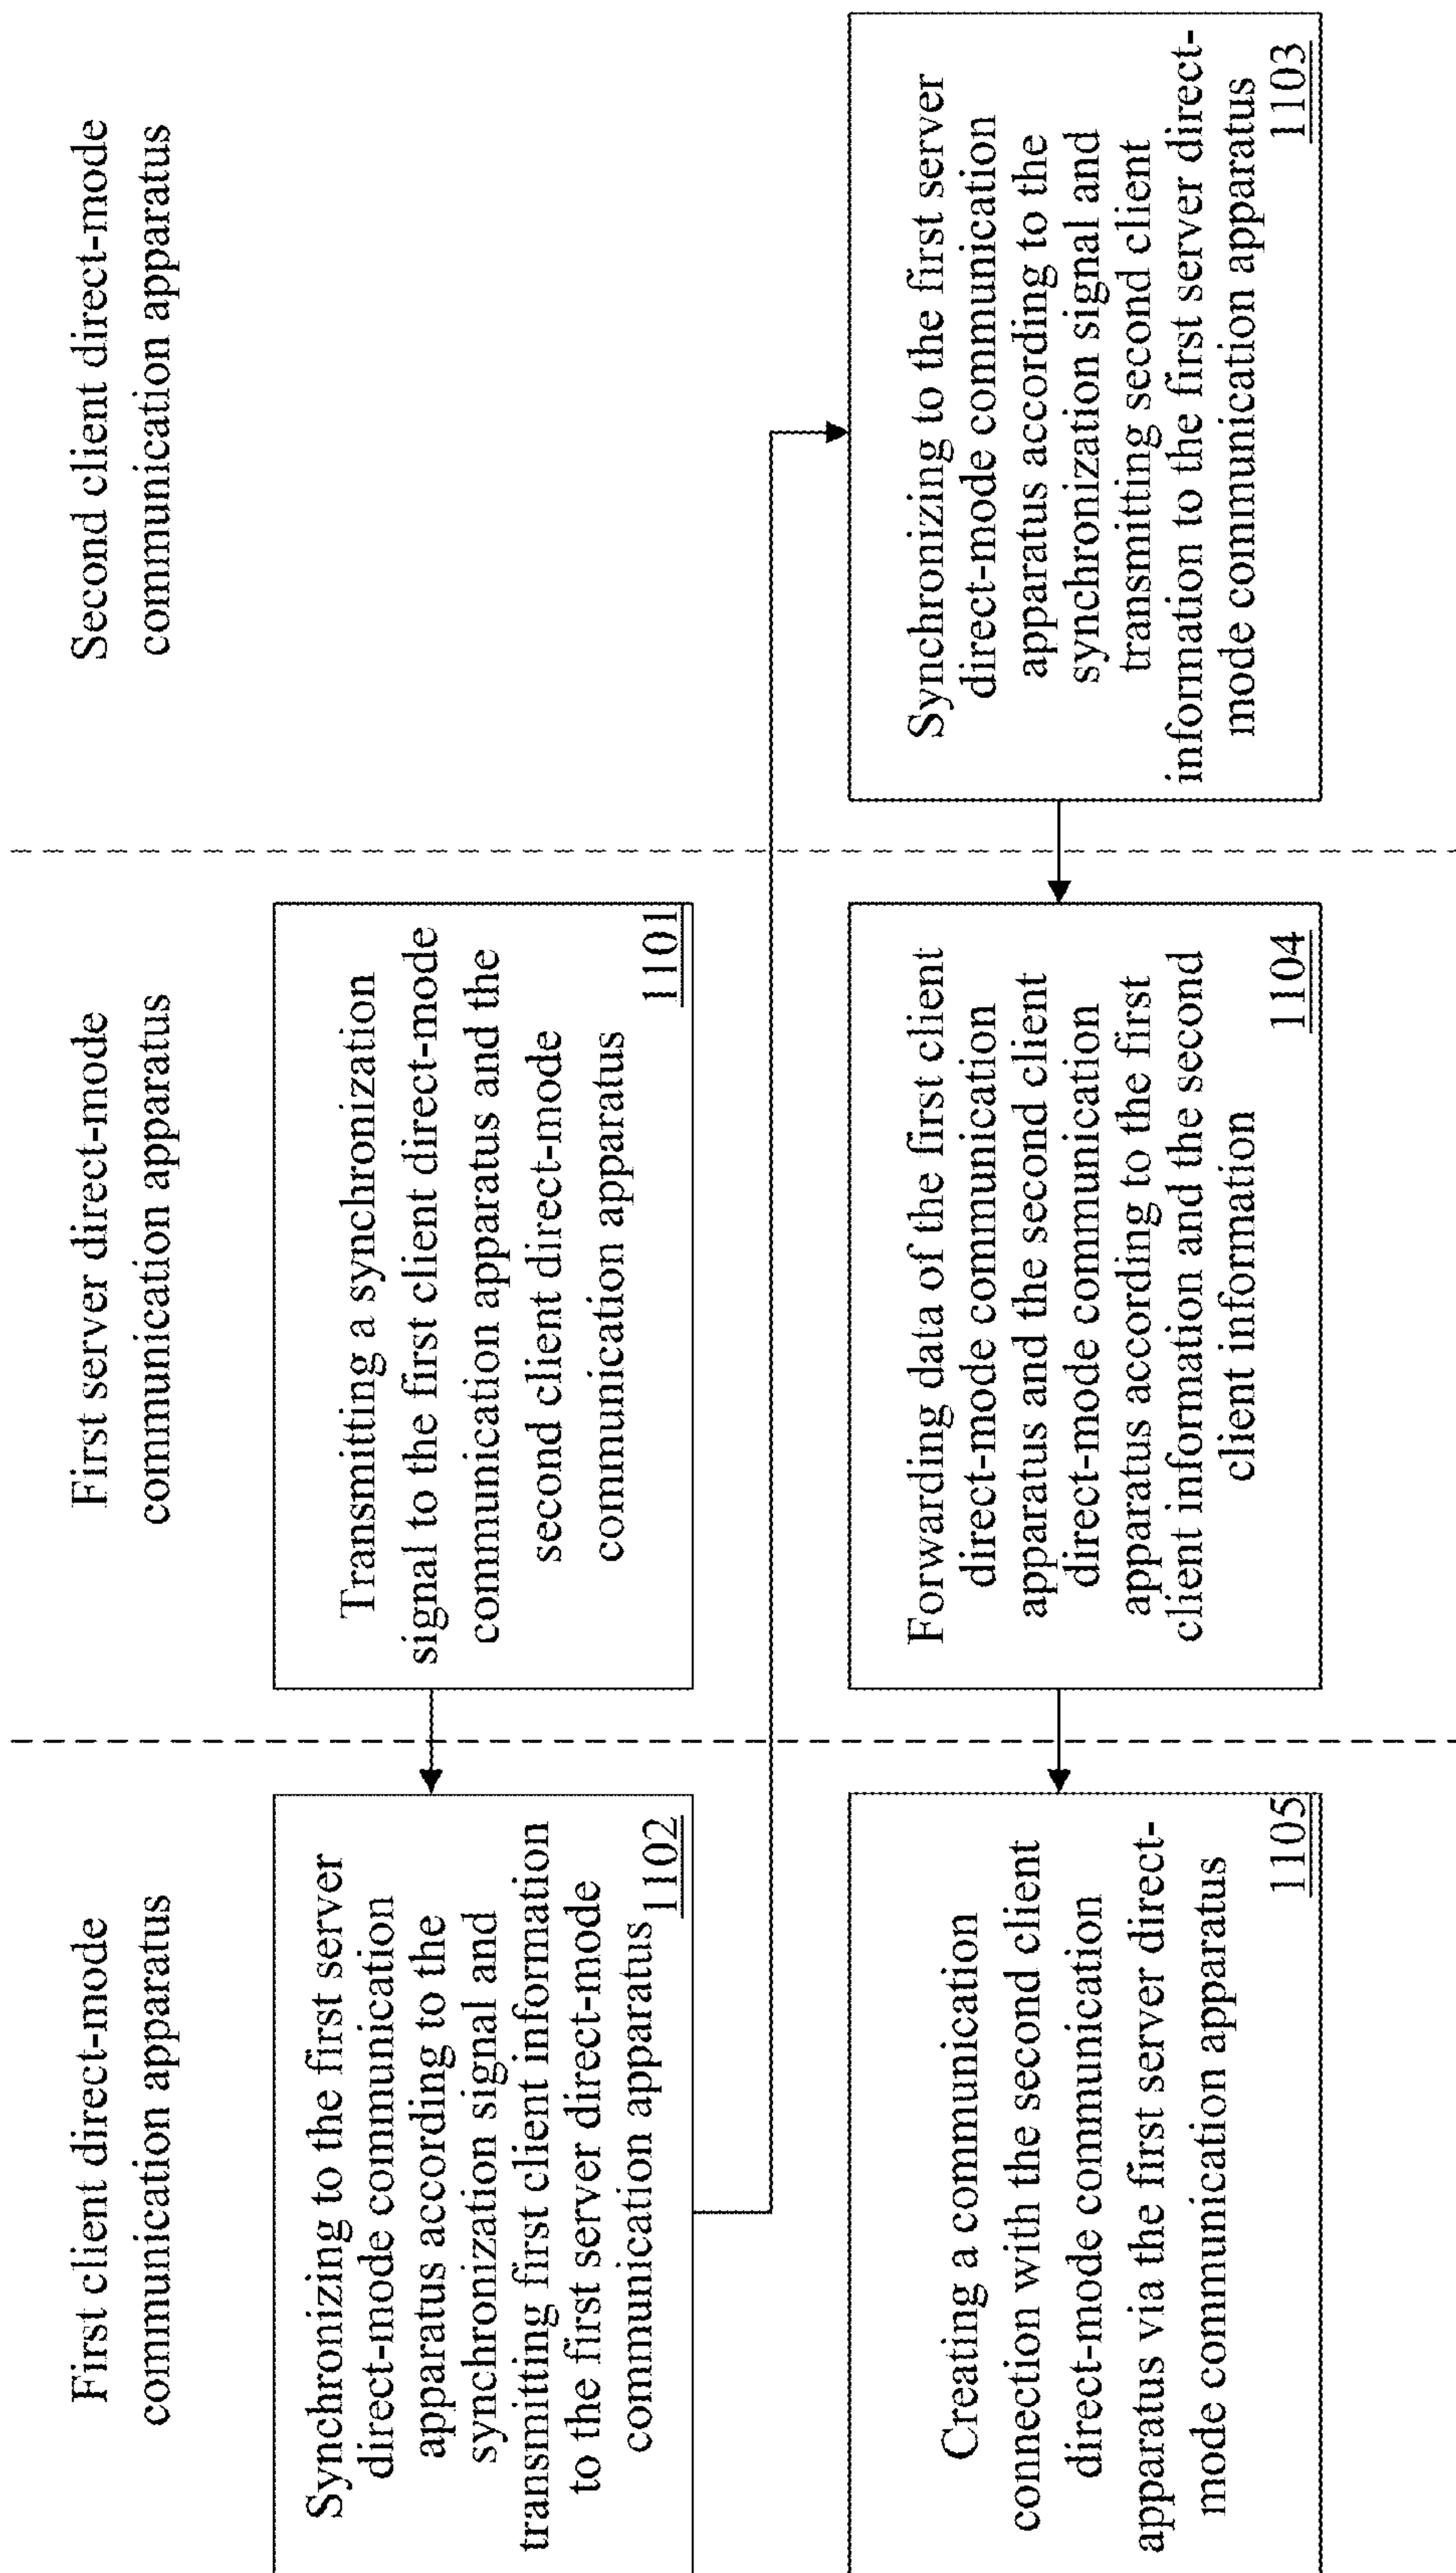 First client direct-mode
communication apparatus
First server direct-mode
communication apparatus
Second client direct-mode
communication apparatus
Transmitting a synchronization
signal to the first client direct-mode
communication apparatus and the
second client direct-mode
communication apparatus
1101
Synchronizing to the first server
direct-mode communication
apparatus according to the
synchronization signal and
transmitting first client information
to the first server direct-mode
communication apparatus
1102
Synchronizing to the first server
direct-mode communication
apparatus according to the
synchronization signal and
transmitting second client
information to the first server direct-
mode communication apparatus
1103
Forwarding data of the first client
direct-mode communication
apparatus and the second client
direct-mode communication
apparatus according to the first
client information and the second
client information
1104
Creating a communication
connection with the second client
direct-mode communication
apparatus via the first server direct-
mode communication apparatus
1105